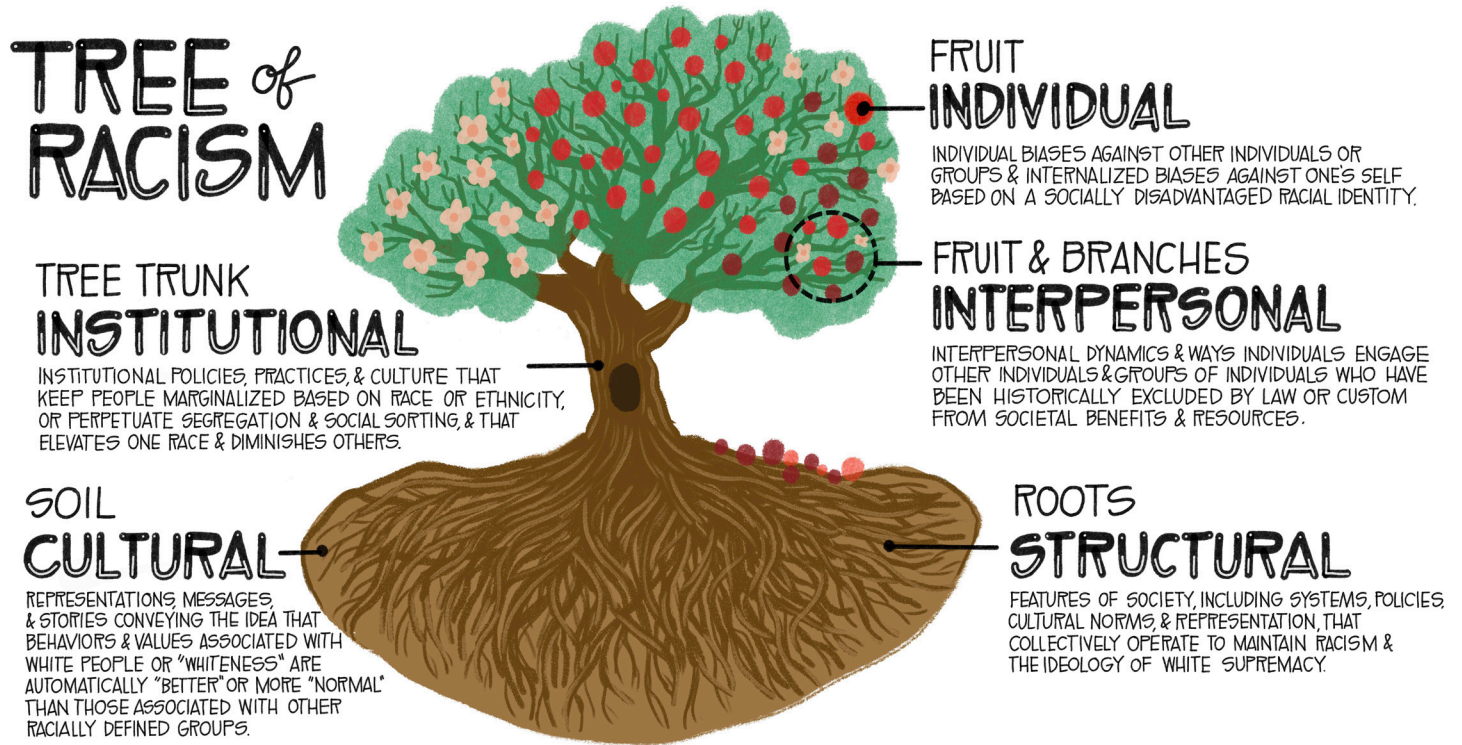 TREE of
RACISM
FRUIT
INDIVIDUAL
INDIVIDUAL BIASES AGAINST OTHER INDIVIDUALS OR
GROUPS & INTERNALIZED BIASES AGAINST ONE'S SELF
BASED ON A SOCIALLY DISADVANTAGED RACIAL IDENTITY.
FRUIT & BRANCHES
INTERPERSONAL
INTERPERSONAL DYNAMICS & WAYS INDIVIDUALS ENGAGE
OTHER INDIVIDUALS & GROUPS OF INDIVIDUALS WHO HAVE
BEEN HISTORICALLY EXCLUDED BY LAW OR CUSTOM
FROM SOCIETAL BENEFITS & RESOURCES.
TREE TRUNK
INSTITUTIONAL
INSTITUTIONAL POLICIES, PRACTICES, & CULTURE THAT
KEEP PEOPLE MARGINALIZED BASED ON RACE OR ETHNICITY,
OR PERPETUATE SEGREGATION & SOCIAL SORTING, & THAT
ELEVATES ONE RACE & DIMINISHES OTHERS.
SOIL
CULTURAL
REPRESENTATIONS, MESSAGES,
& STORIES CONVEYING THE IDEA THAT
BEHAVIORS & VALUES ASSOCIATED WITH
WHITE PEOPLE OR "WHITENESS" ARE
AUTOMATICALLY "BETTER" OR MORE "NORMAL"
THAN THOSE ASSOCIATED WITH OTHER
RACIALLY DEFINED GROUPS.
ROOTS
STRUCTURAL
FEATURES OF SOCIETY, INCLUDING SYSTEMS, POLICIES,
CULTURAL NORMS, & REPRESENTATION, THAT
COLLECTIVELY OPERATE TO MAINTAIN RACISM &
THE IDEOLOGY OF WHITE SUPREMACY.